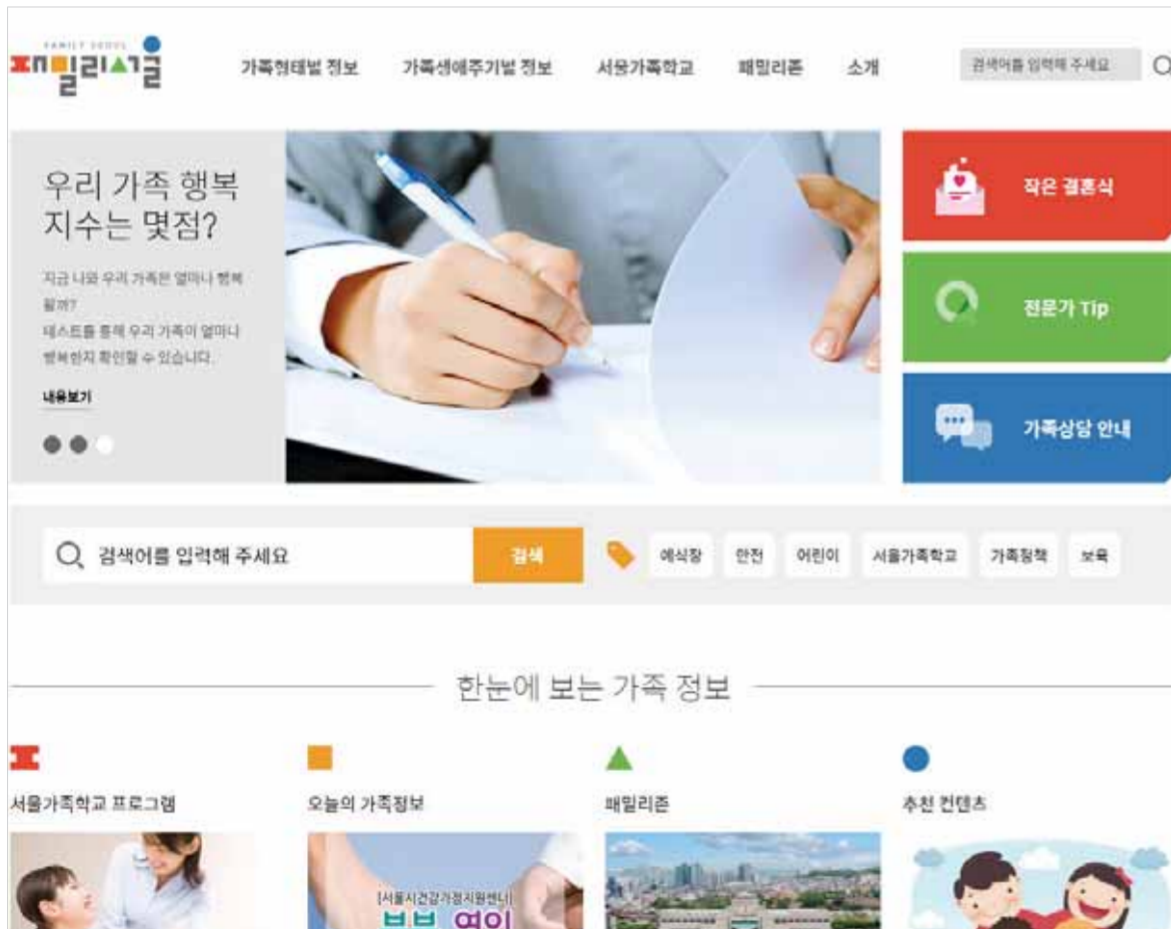 FAMILY SEOUL
패밀리서울
가족형태별 정보
가족생애주기별 정보
서울가족학교
패밀리존
소개
검색어를 입력해 주세요
우리 가족 행복
지수는 몇점?
지금 나와 우리 가족은 얼마나 행복
할까?
테스트를 통해 우리 가족이 얼마나
행복한지 확인할 수 있습니다.
내용보기
작은 결혼식
전문가 Tip
가족상담 안내
검색어를 입력해 주세요
검색
예식장
안전
어린이
서울가족학교
가족정책
보육
한눈에 보는 가족 정보
서울가족학교 프로그램
오늘의 가족정보
패밀리존
추천 컨텐츠
[서울시건강가정지원센터]
부부 여인